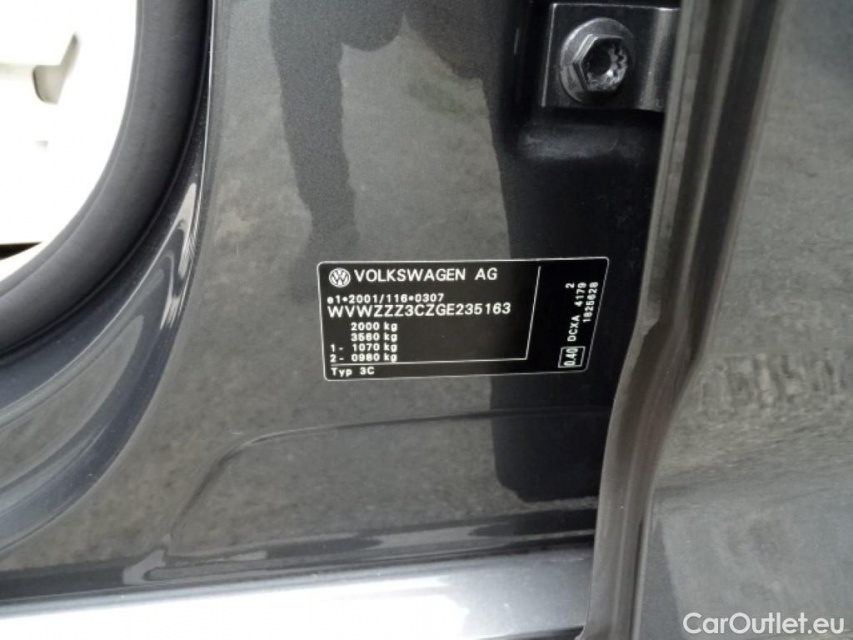 VOLKSWAGEN AG
e1*2001/116*0307
WVWZZZ3CZGE235163
2000 kg
3560 kg
1- 1070 kg
2- 0980 kg
Typ 3C
0.40 DCXA 4179 2
1825628
CarOutlet.eu